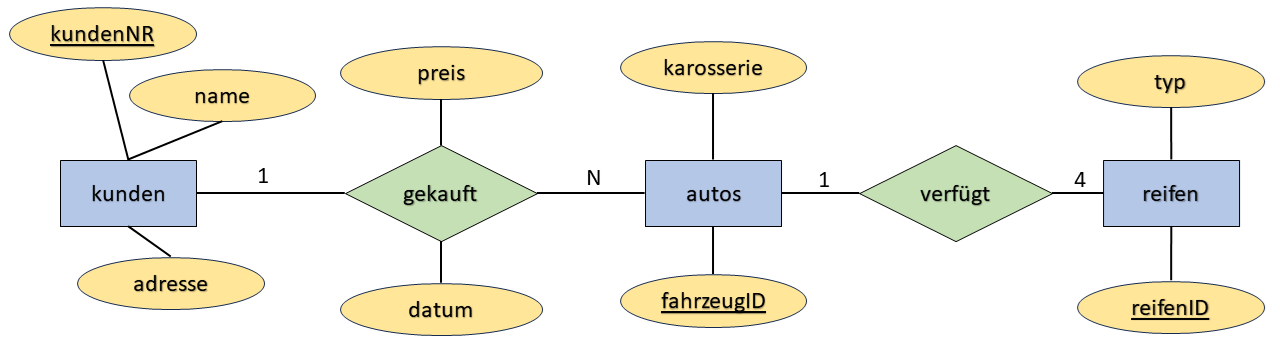 kundenNR
name
preis
karosserie
typ
kunden
1
gekauft
N
autos
1
verfügt
4
reifen
adresse
datum
fahrzeugID
reifenID